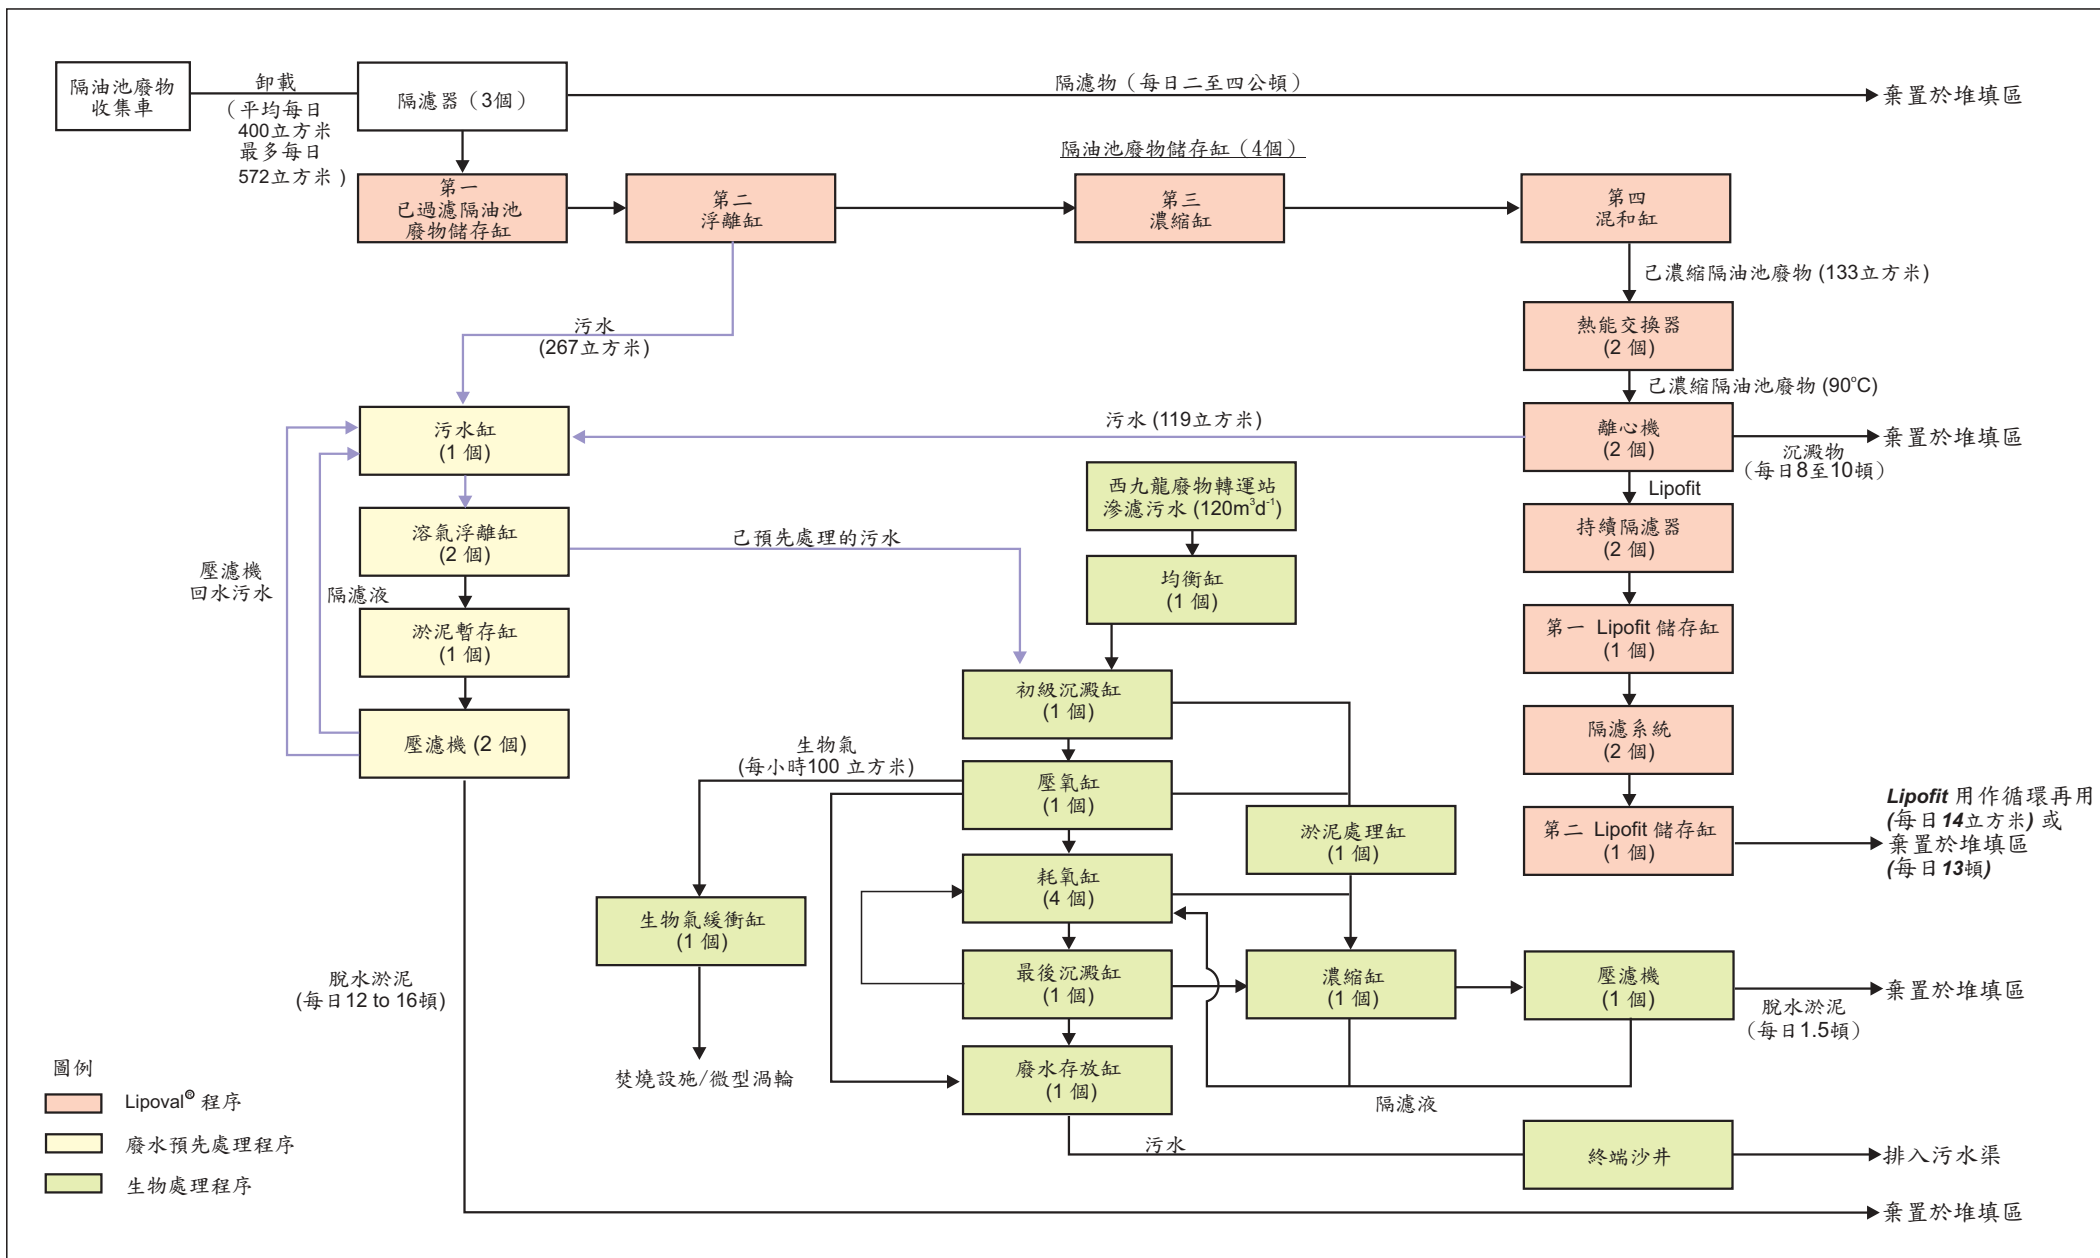 隔油池廢物
收集車
卸載
（平均每日
400立方米
最多每日
572立方米）
隔濾器（3個）
隔濾物（每日二至四公頓）
棄置於堆填區
隔油池廢物儲存缸（4個）
第一
已過濾隔油池
廢物儲存缸
第二
浮離缸
第三
濃縮缸
第四
混和缸
已濃縮隔油池廢物 (133立方米)
污水
(267立方米)
熱能交換器
(2 個)
已濃縮隔油池廢物 (90°C)
污水缸
(1 個)
污水 (119立方米)
離心機
(2 個)
棄置於堆填區
沉澱物
（每日8至10頓）
Lipofit
西九龍廢物轉運站
滲濾污水 (120m³d⁻¹)
溶氣浮離缸
(2 個)
已預先處理的污水
持續隔濾器
(2 個)
壓濾機
回水污水
隔濾液
均衡缸
(1 個)
淤泥暫存缸
(1 個)
第一 Lipofit 儲存缸
(1 個)
初級沉澱缸
(1 個)
壓濾機 (2 個)
隔濾系統
(2 個)
生物氣
(每小時100 立方米)
壓氧缸
(1 個)
淤泥處理缸
(1 個)
第二 Lipofit 儲存缸
(1 個)
Lipofit 用作循環再用
(每日14立方米) 或
棄置於堆填區
(每日13頓)
耗氧缸
(4 個)
生物氣緩衝缸
(1 個)
脫水淤泥
(每日12 to 16頓)
最後沉澱缸
(1 個)
濃縮缸
(1 個)
壓濾機
(1 個)
棄置於堆填區
脫水淤泥
（每日1.5頓）
焚燒設施/微型渦輪
廢水存放缸
(1 個)
隔濾液
圖例
Lipoval® 程序
廢水預先處理程序
生物處理程序
污水
終端沙井
排入污水渠
棄置於堆填區